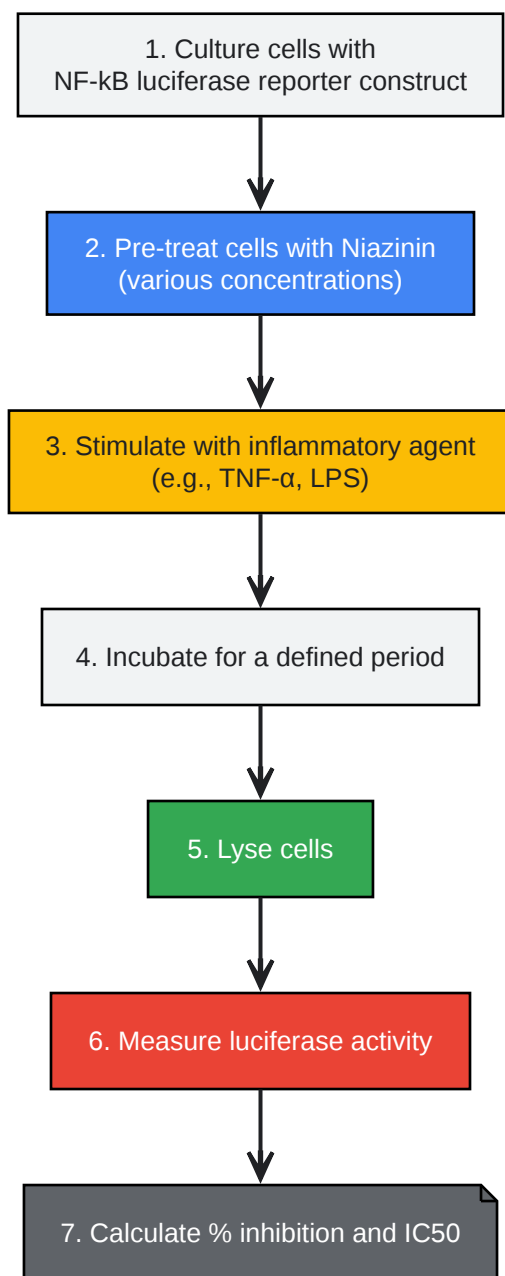 1. Culture cells with
NF-kB luciferase reporter construct
2. Pre-treat cells with Niazinin
(various concentrations)
3. Stimulate with inflammatory agent
(e.g., TNF-α, LPS)
4. Incubate for a defined period
5. Lyse cells
6. Measure luciferase activity
7. Calculate % inhibition and IC50